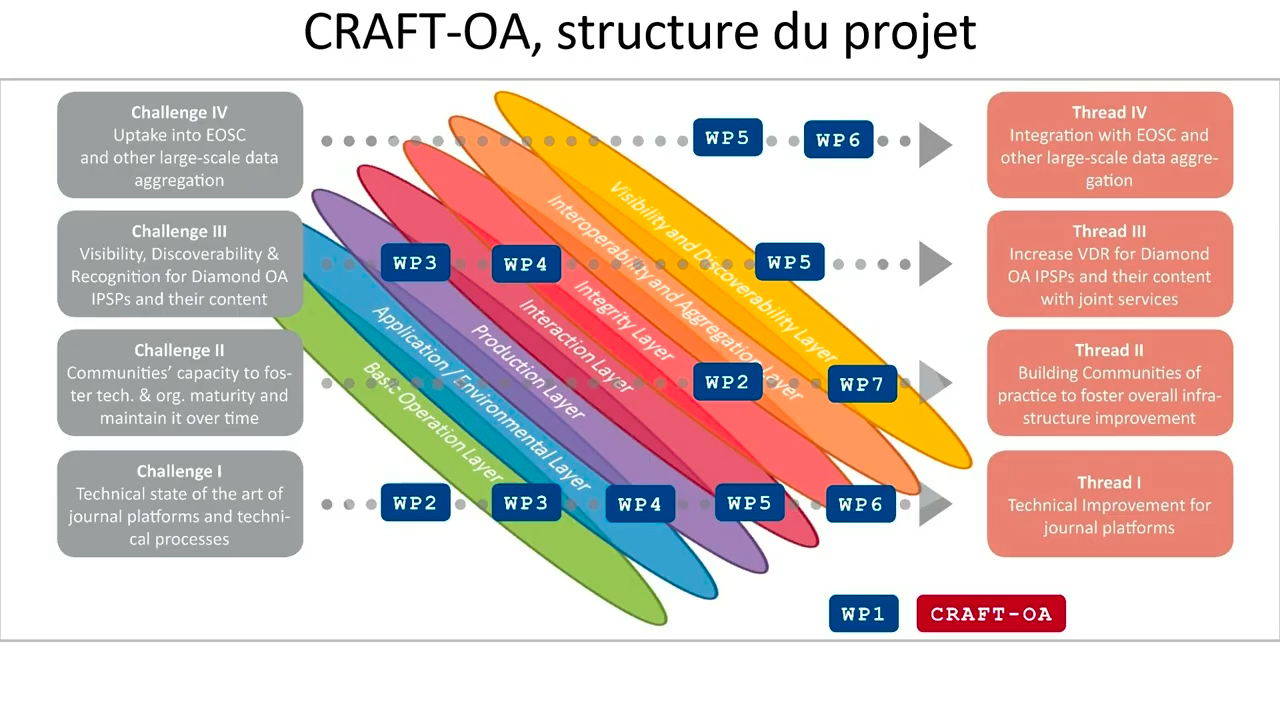 CRAFT-OA, structure du projet
Challenge IV
Uptake into EOSC
and other large-scale data
aggregation
WP5
WP6
Thread IV
Integration with EOSC and
other large-scale data aggre-
gation
Challenge III
Visibility, Discoverability &
Recognition for Diamond OA
IPSPs and their content
WP3
WP4
WP5
Thread III
Increase VDR for Diamond
OA IPSPs and their content
with joint services
Challenge II
Communities' capacity to fos-
ter tech. & org. maturity and
maintain it over time
WP2
WP7
Thread II
Building Communities of
practice to foster overall infra-
structure improvement
Challenge I
Technical state of the art of
journal platforms and techni-
cal processes
WP2
WP3
WP4
WP5
WP6
Thread I
Technical Improvement for
journal platforms
Visibility and Discoverability Layer
Interoperability and Aggregation Layer
Integrity Layer
Interaction Layer
Production Layer
Application / Environmental Layer
Basic Operation Layer
WP1
CRAFT-OA